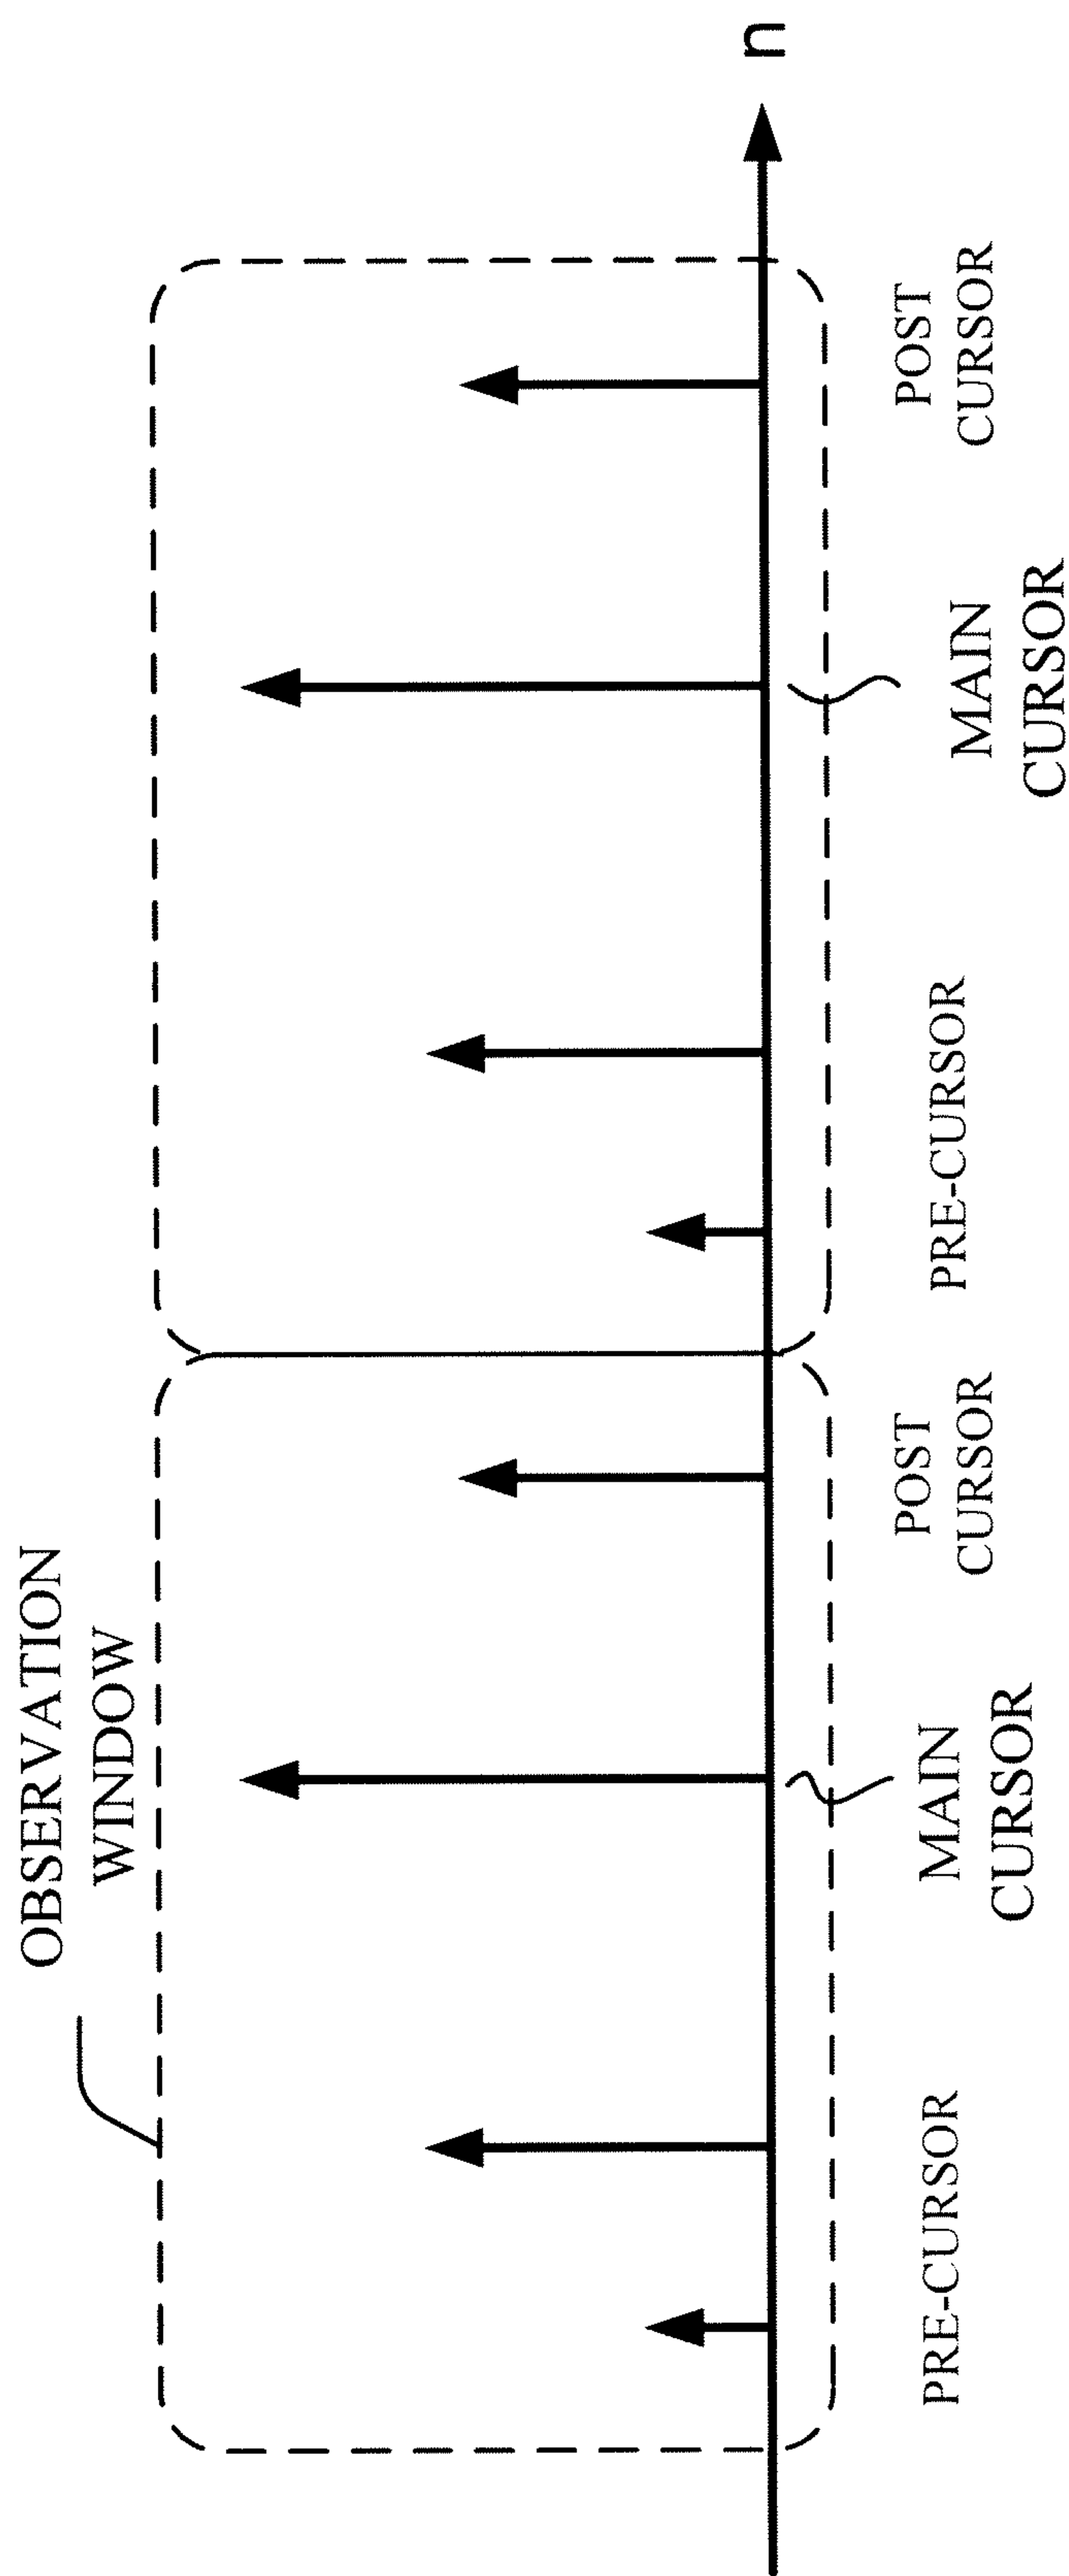 OBSERVATION
WINDOW
PRE-CURSOR
MAIN
CURSOR
POST
CURSOR
PRE-CURSOR
MAIN
CURSOR
POST
CURSOR
n